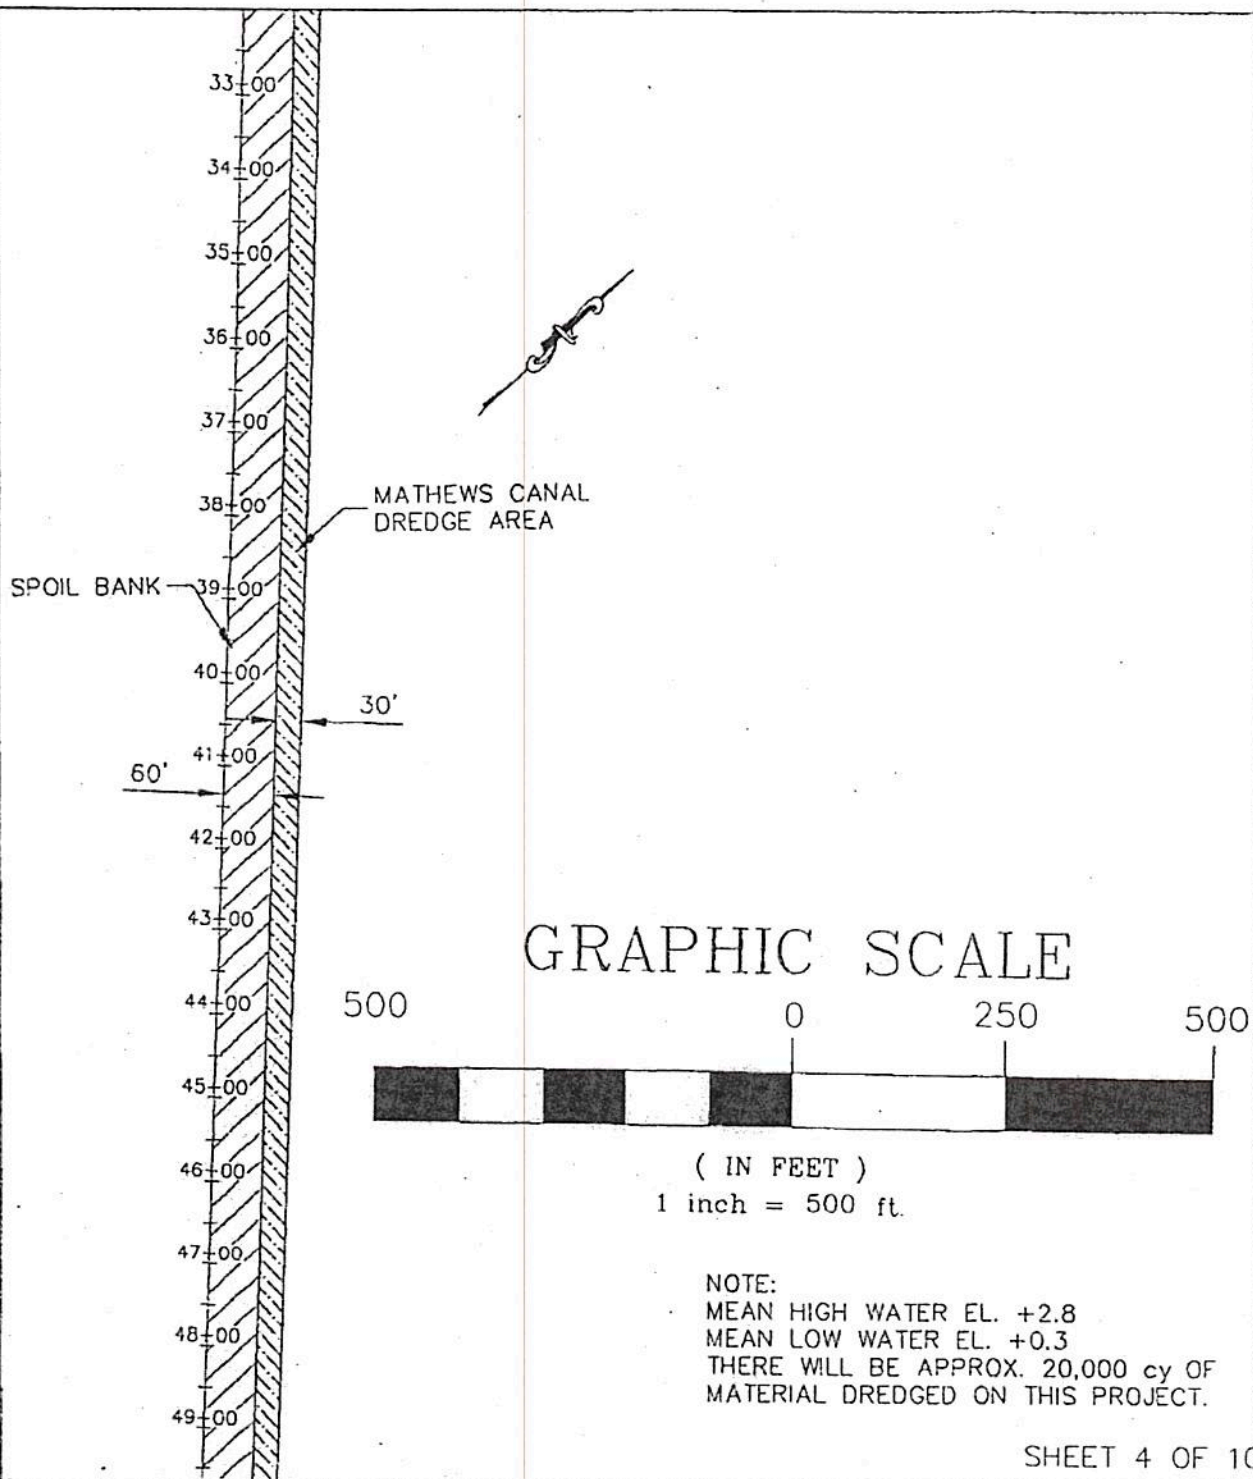 33+00
34+00
35+00
36+00
37+00
MATHEWS CANAL
DREDGE AREA
38+00
SPOIL BANK
39+00
40+00
30'
41+00
60'
42+00
43+00
GRAPHIC SCALE
44+00
500 0 250 500
45+00
( IN FEET )
46+00
1 inch = 500 ft.
47+00
NOTE:
MEAN HIGH WATER EL. +2.8
48+00
MEAN LOW WATER EL. +0.3
THERE WILL BE APPROX. 20,000 cy OF
MATERIAL DREDGED ON THIS PROJECT.
49+00
SHEET 4 OF 10